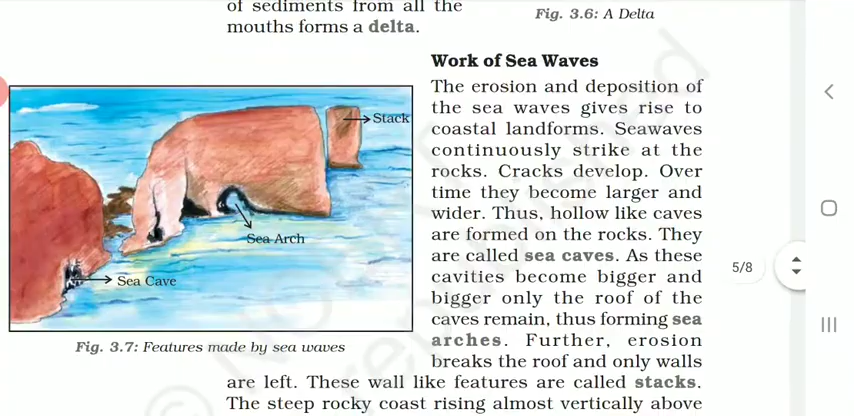 of sediments from all the
mouths forms a delta.
Fig. 3.6: A Delta
Work of Sea Waves
The erosion and deposition of
the sea waves gives rise to
coastal landforms. Seawaves
continuously strike at the
rocks. Cracks develop. Over
time they become larger and
wider. Thus, hollow like caves
are formed on the rocks. They
are called sea caves. As these
cavities become bigger and
bigger only the roof of the
caves remain, thus forming sea
arches. Further, erosion
breaks the roof and only walls
are left. These wall like features are called stacks.
The steep rocky coast rising almost vertically above
Stack
Sea Arch
Sea Cave
Fig. 3.7: Features made by sea waves
5/8